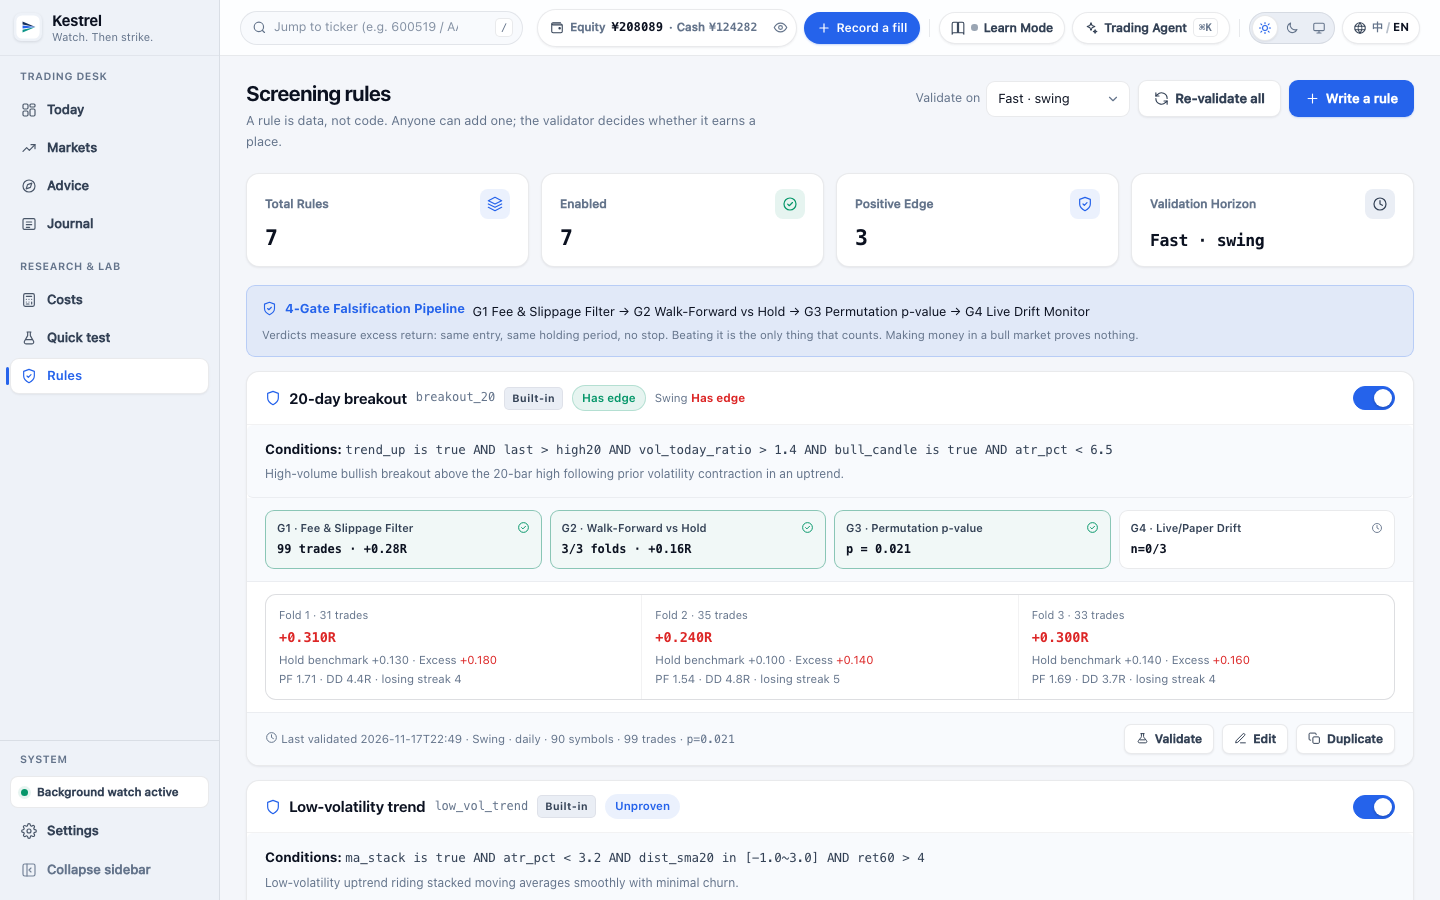 Kestrel
Watch. Then strike.
Jump to ticker (e.g. 600519 / A
/
Equity ¥208089 · Cash ¥124282
+ Record a fill
Learn Mode
Trading Agent ⌘K
中 / EN
TRADING DESK
Today
Markets
Advice
Journal
RESEARCH & LAB
Costs
Quick test
Rules
SYSTEM
Background watch active
Settings
Collapse sidebar
Screening rules
A rule is data, not code. Anyone can add one; the validator decides whether it earns a
place.
Validate on
Fast · swing
Re-validate all
+ Write a rule
Total Rules
7
Enabled
7
Positive Edge
3
Validation Horizon
Fast · swing
4-Gate Falsification Pipeline G1 Fee & Slippage Filter → G2 Walk-Forward vs Hold → G3 Permutation p-value → G4 Live Drift Monitor
Verdicts measure excess return: same entry, same holding period, no stop. Beating it is the only thing that counts. Making money in a bull market proves nothing.
20-day breakout breakout_20 Built-in Has edge Swing Has edge
Conditions: trend_up is true AND last > high20 AND vol_today_ratio > 1.4 AND bull_candle is true AND atr_pct < 6.5
High-volume bullish breakout above the 20-bar high following prior volatility contraction in an uptrend.
G1 · Fee & Slippage Filter
99 trades · +0.28R
G2 · Walk-Forward vs Hold
3/3 folds · +0.16R
G3 · Permutation p-value
p = 0.021
G4 · Live/Paper Drift
n=0/3
Fold 1 · 31 trades
+0.310R
Hold benchmark +0.130 · Excess +0.180
PF 1.71 · DD 4.4R · losing streak 4
Fold 2 · 35 trades
+0.240R
Hold benchmark +0.100 · Excess +0.140
PF 1.54 · DD 4.8R · losing streak 5
Fold 3 · 33 trades
+0.300R
Hold benchmark +0.140 · Excess +0.160
PF 1.69 · DD 3.7R · losing streak 4
Last validated 2026-11-17T22:49 · Swing · daily · 90 symbols · 99 trades · p=0.021
Validate
Edit
Duplicate
Low-volatility trend low_vol_trend Built-in Unproven
Conditions: ma_stack is true AND atr_pct < 3.2 AND dist_sma20 in [−1.0~3.0] AND ret60 > 4
Low-volatility uptrend riding stacked moving averages smoothly with minimal churn.